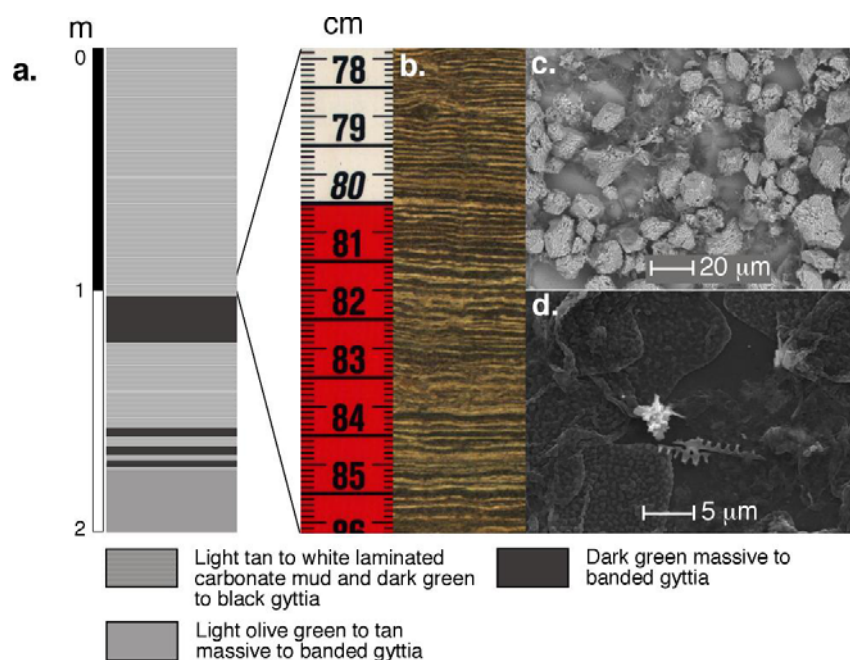 m
cm
0
a.
b.
c.
78
79
80
81
82
83
84
85
86
20 μm
d.
1
5 μm
2
Light tan to white laminated
carbonate mud and dark green
to black gyttia
Dark green massive to
banded gyttia
Light olive green to tan
massive to banded gyttia